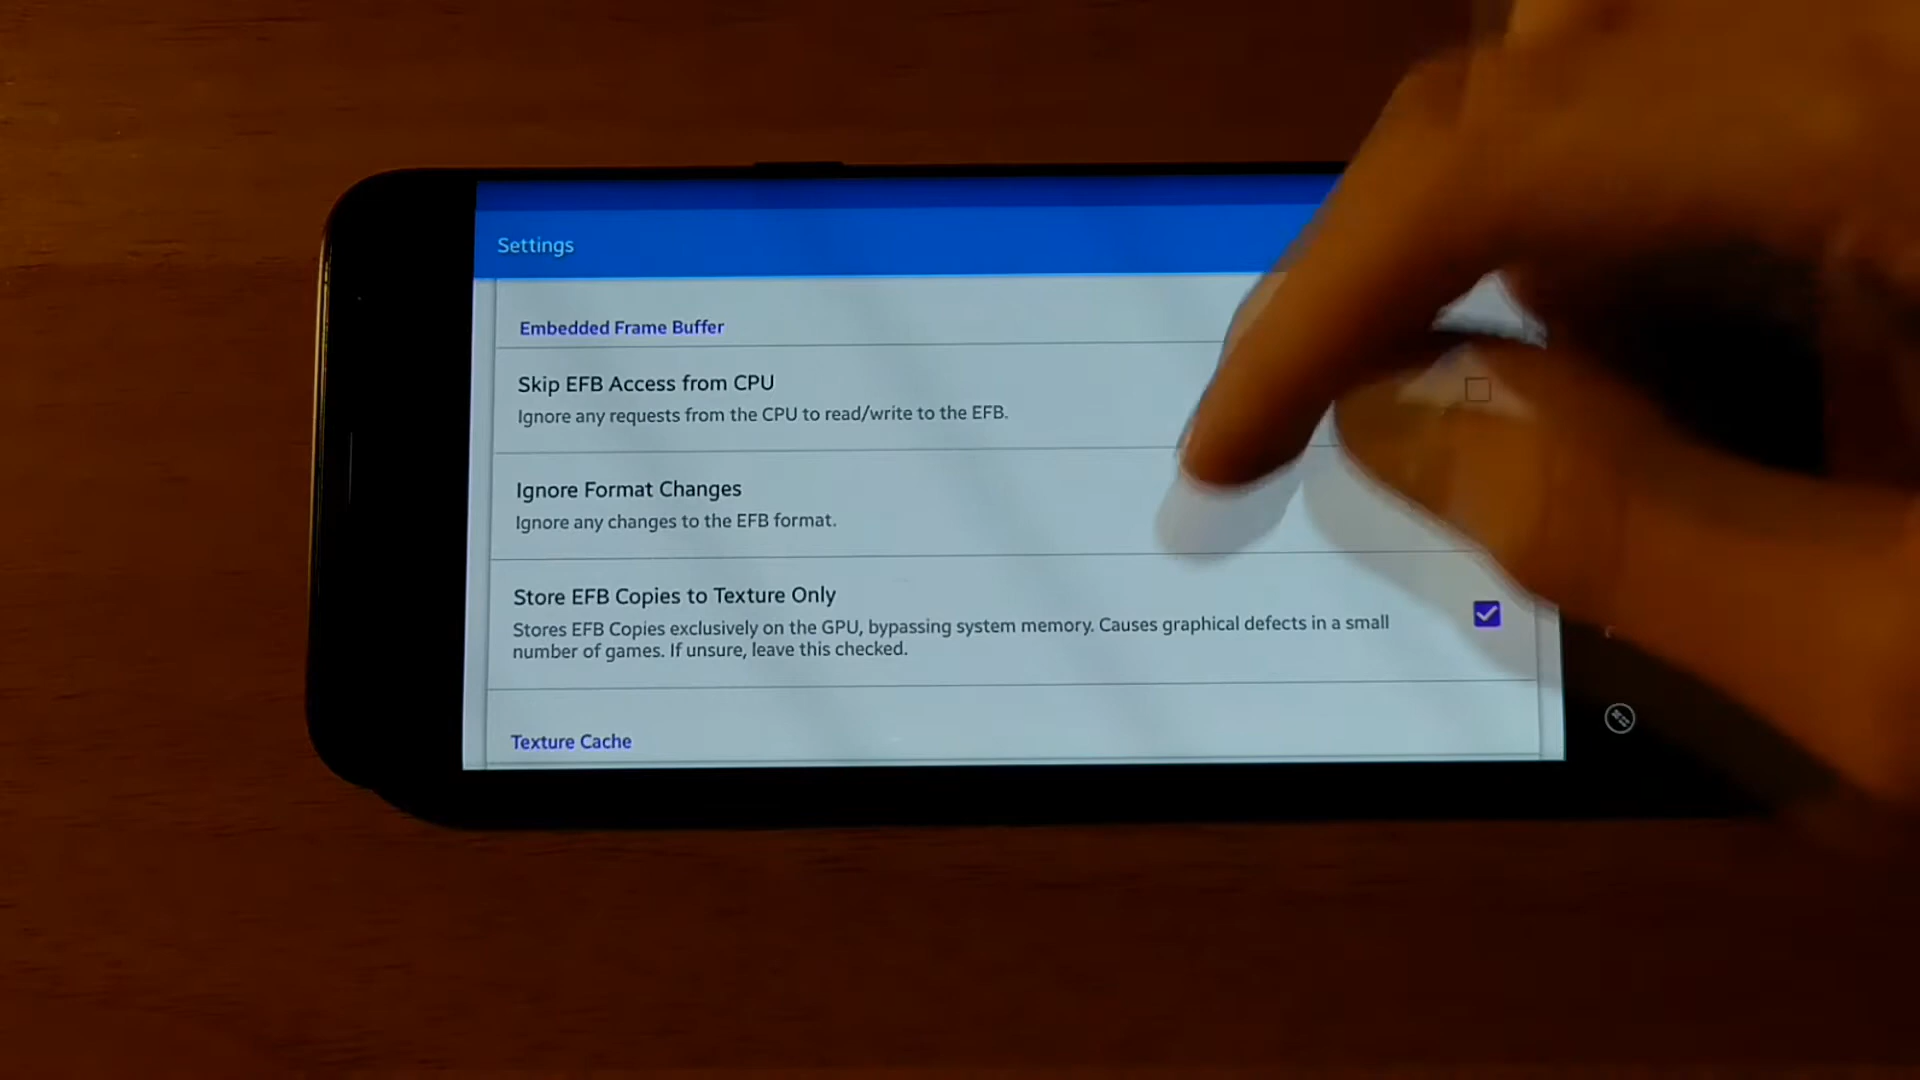 Settings
Embedded Frame Buffer
Skip EFB Access from CPU
Ignore any requests from the CPU to read/write to the EFB.
Ignore Format Changes
Ignore any changes to the EFB format.
Store EFB Copies to Texture Only
Stores EFB Copies exclusively on the GPU, bypassing system memory. Causes graphical defects in a small
number of games. If unsure, leave this checked.
Texture Cache